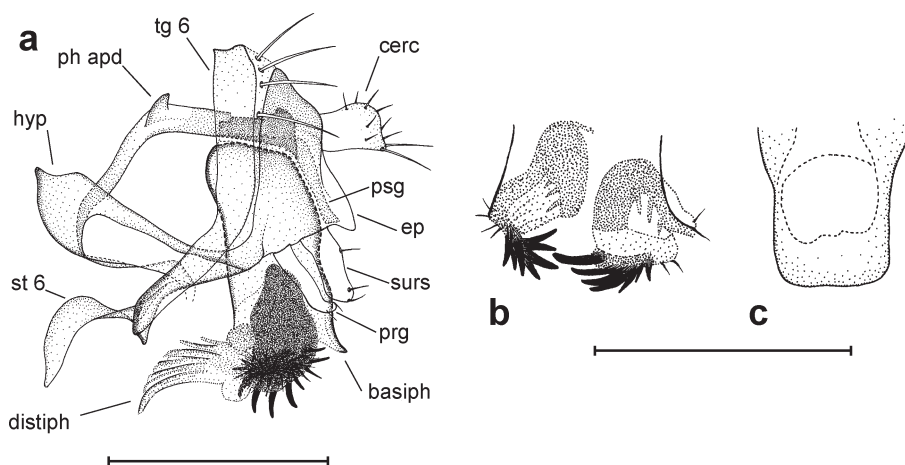 a
tg 6
ph apd
cerc
hyp
psg
ep
st 6
surs
prg
basiph
distiph
b
c